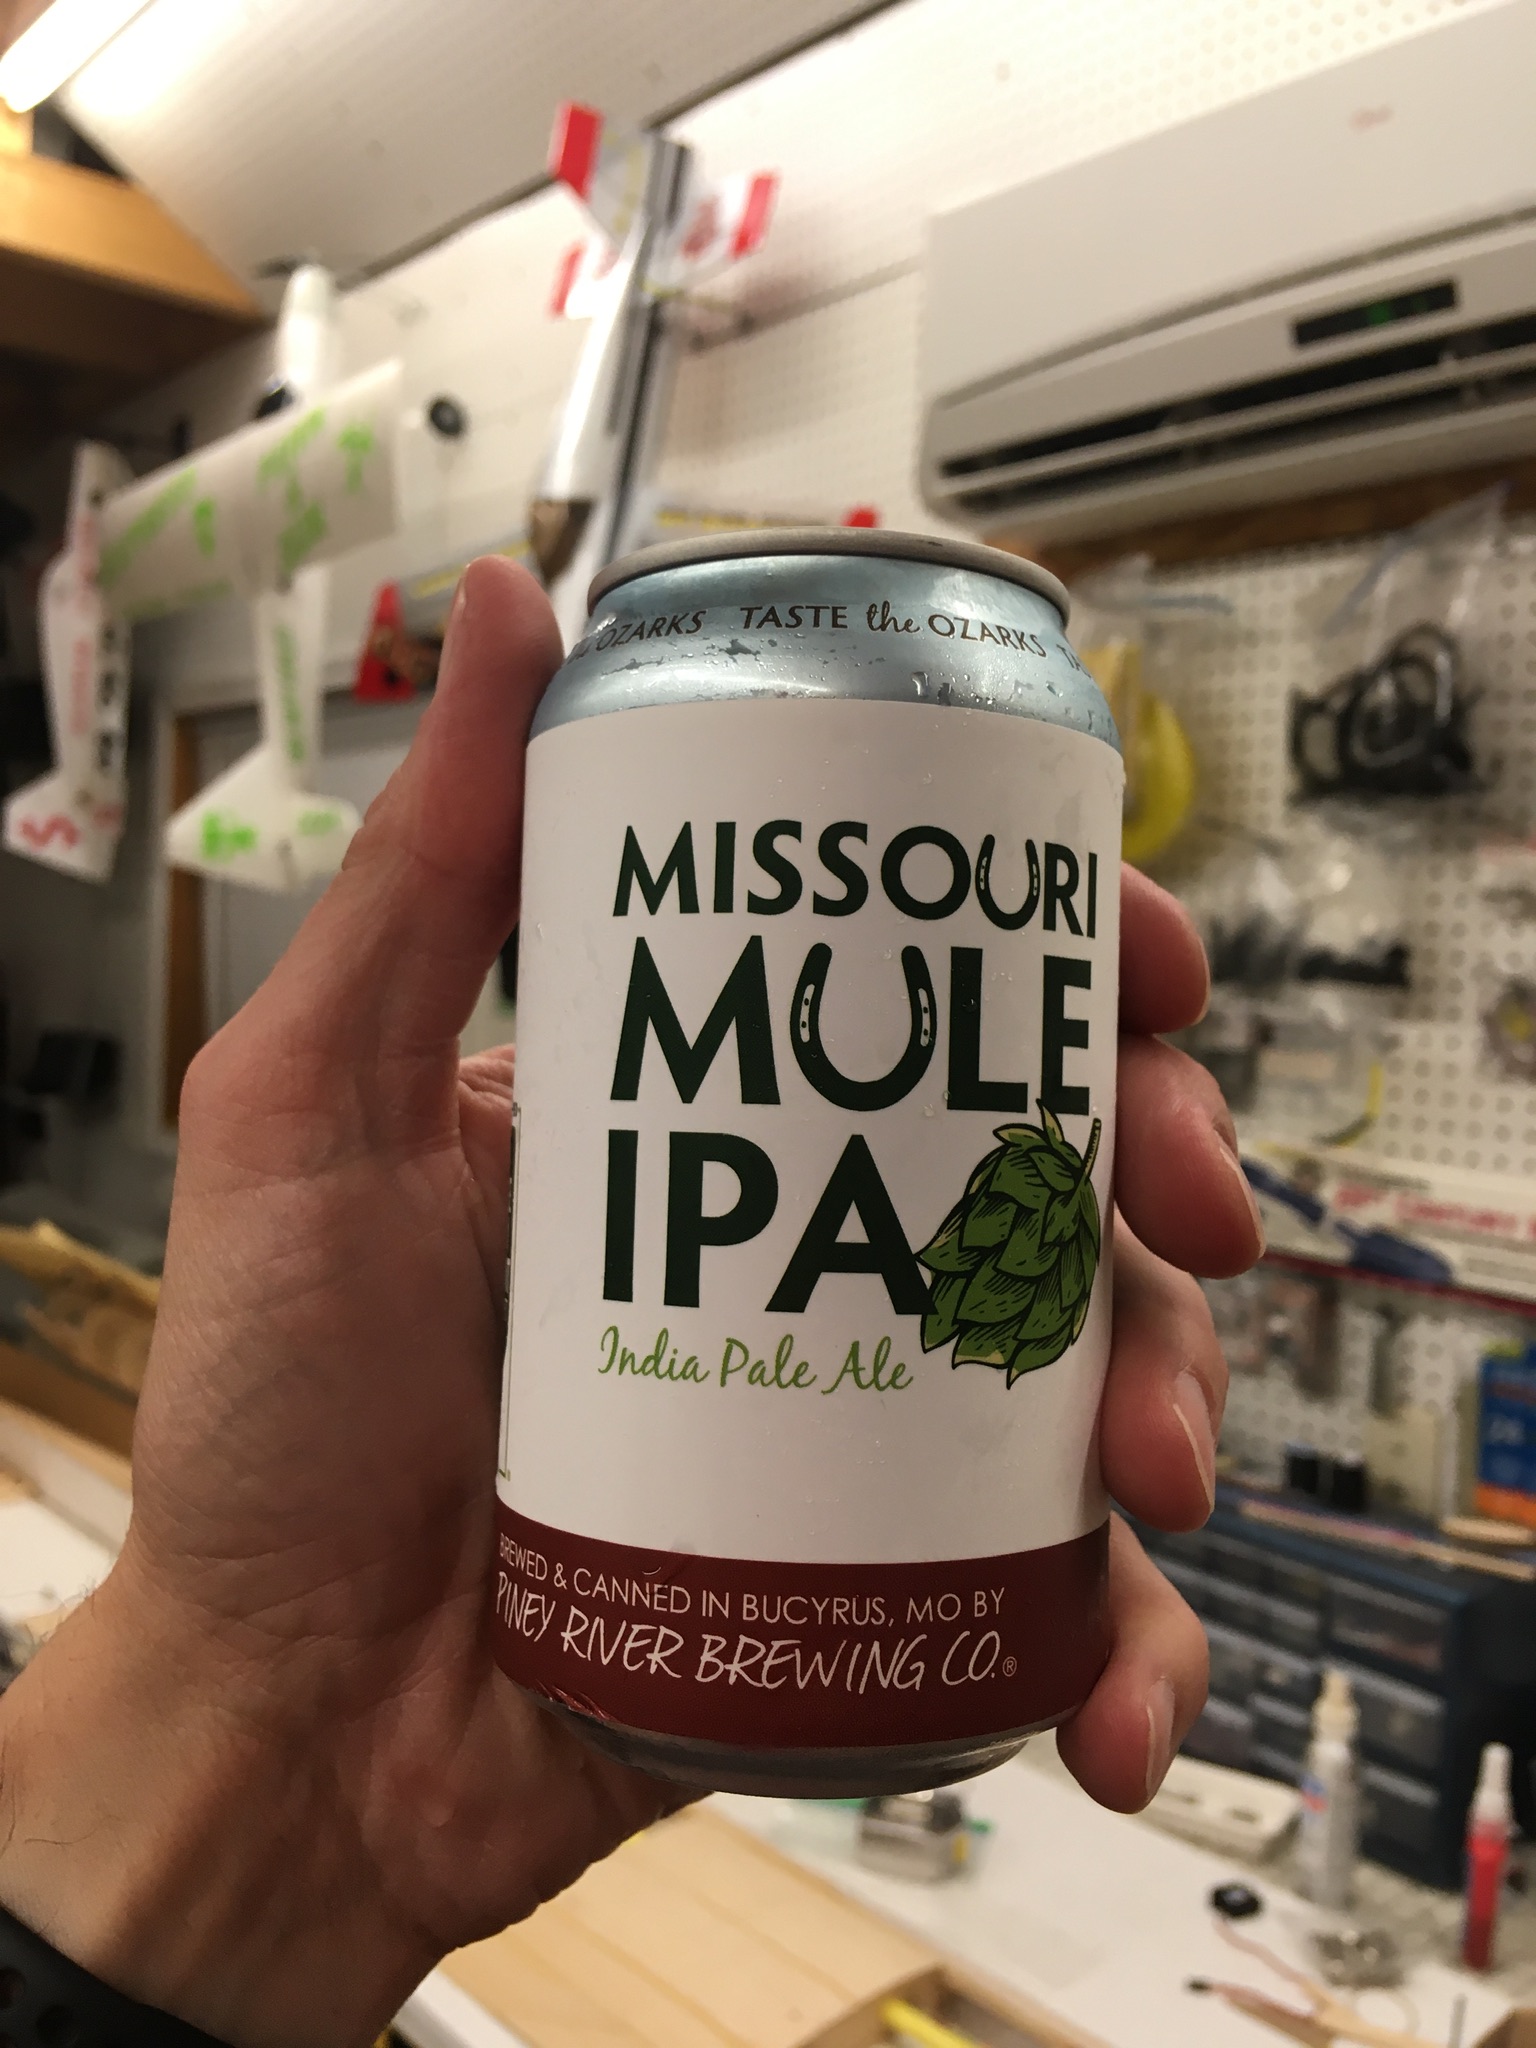 OZARKS TASTE the OZARKS
MISSOURI
MULE
IPA
India Pale Ale
BREWED & CANNED IN BUCYRUS, MO BY
PINEY RIVER BREWING CO.®